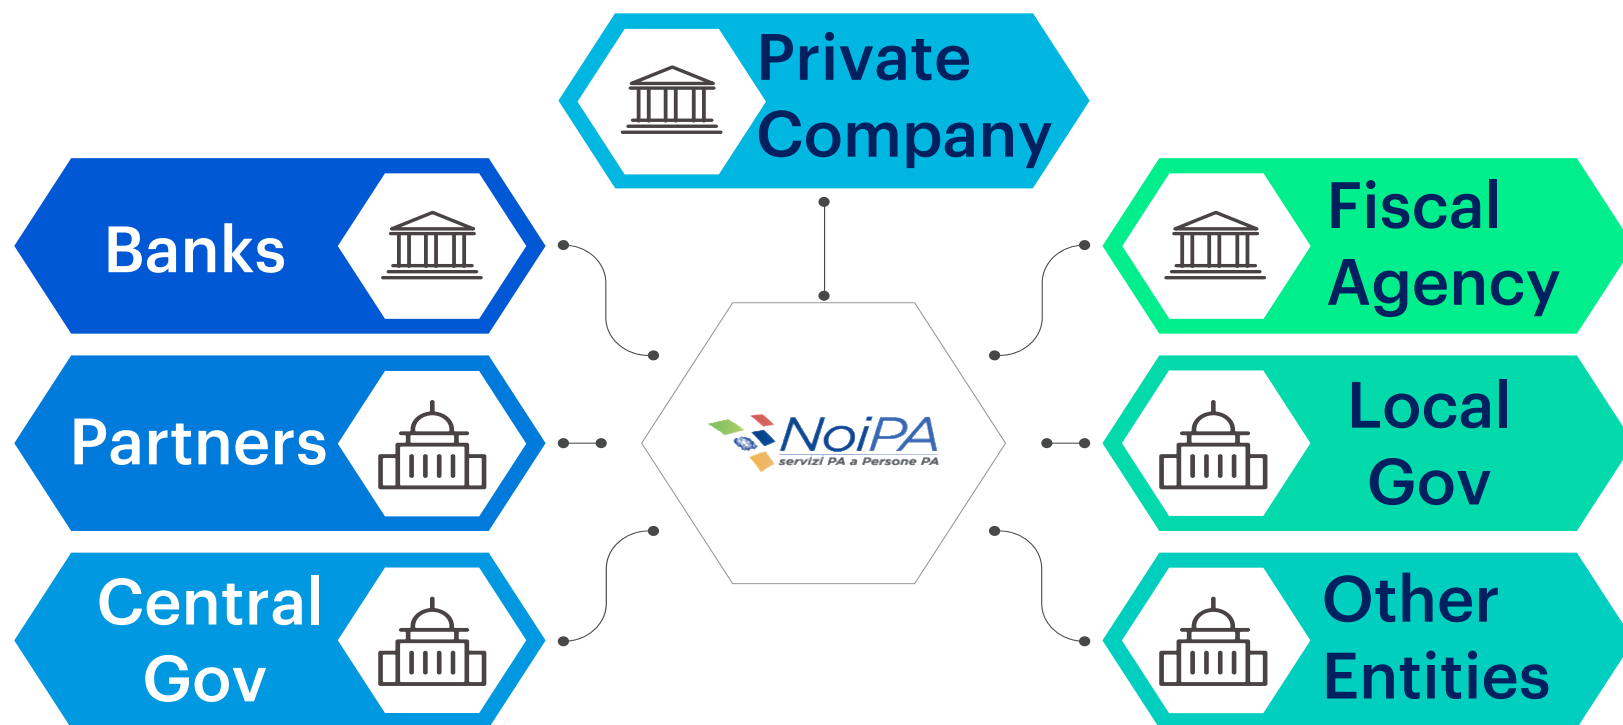 Private
Company
Banks
Fiscal
Agency
Partners
NoiPA
servizi PA a Persone PA
Local
Gov
Central
Gov
Other
Entities